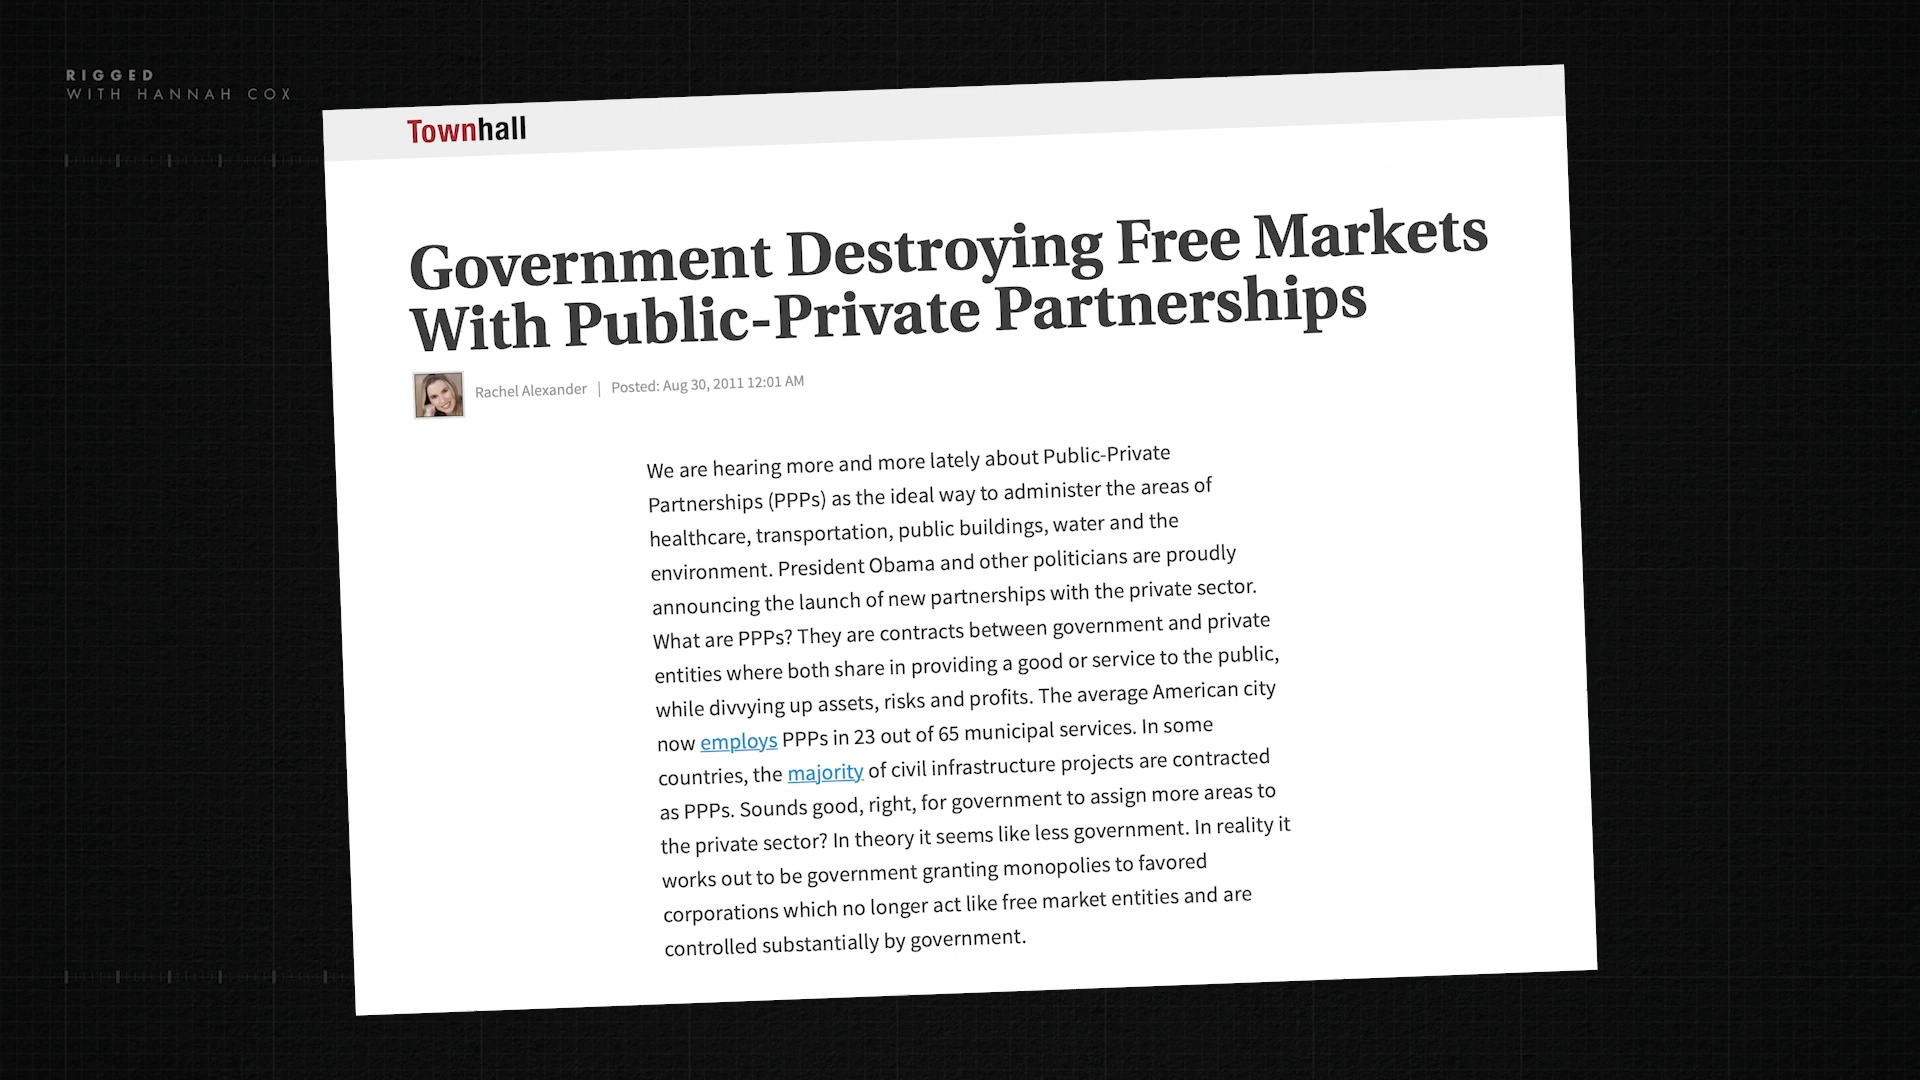 RIGGED
WITH HANNAH COX
Townhall
Government Destroying Free Markets
With Public-Private Partnerships
Rachel Alexander | Posted: Aug 30, 2011 12:01 AM
We are hearing more and more lately about Public-Private
Partnerships (PPPs) as the ideal way to administer the areas of
healthcare, transportation, public buildings, water and the
environment. President Obama and other politicians are proudly
announcing the launch of new partnerships with the private sector.
What are PPPs? They are contracts between government and private
entities where both share in providing a good or service to the public,
while divvying up assets, risks and profits. The average American city
now employs PPPs in 23 out of 65 municipal services. In some
countries, the majority of civil infrastructure projects are contracted
as PPPs. Sounds good, right, for government to assign more areas to
the private sector? In theory it seems like less government. In reality it
works out to be government granting monopolies to favored
corporations which no longer act like free market entities and are
controlled substantially by government.